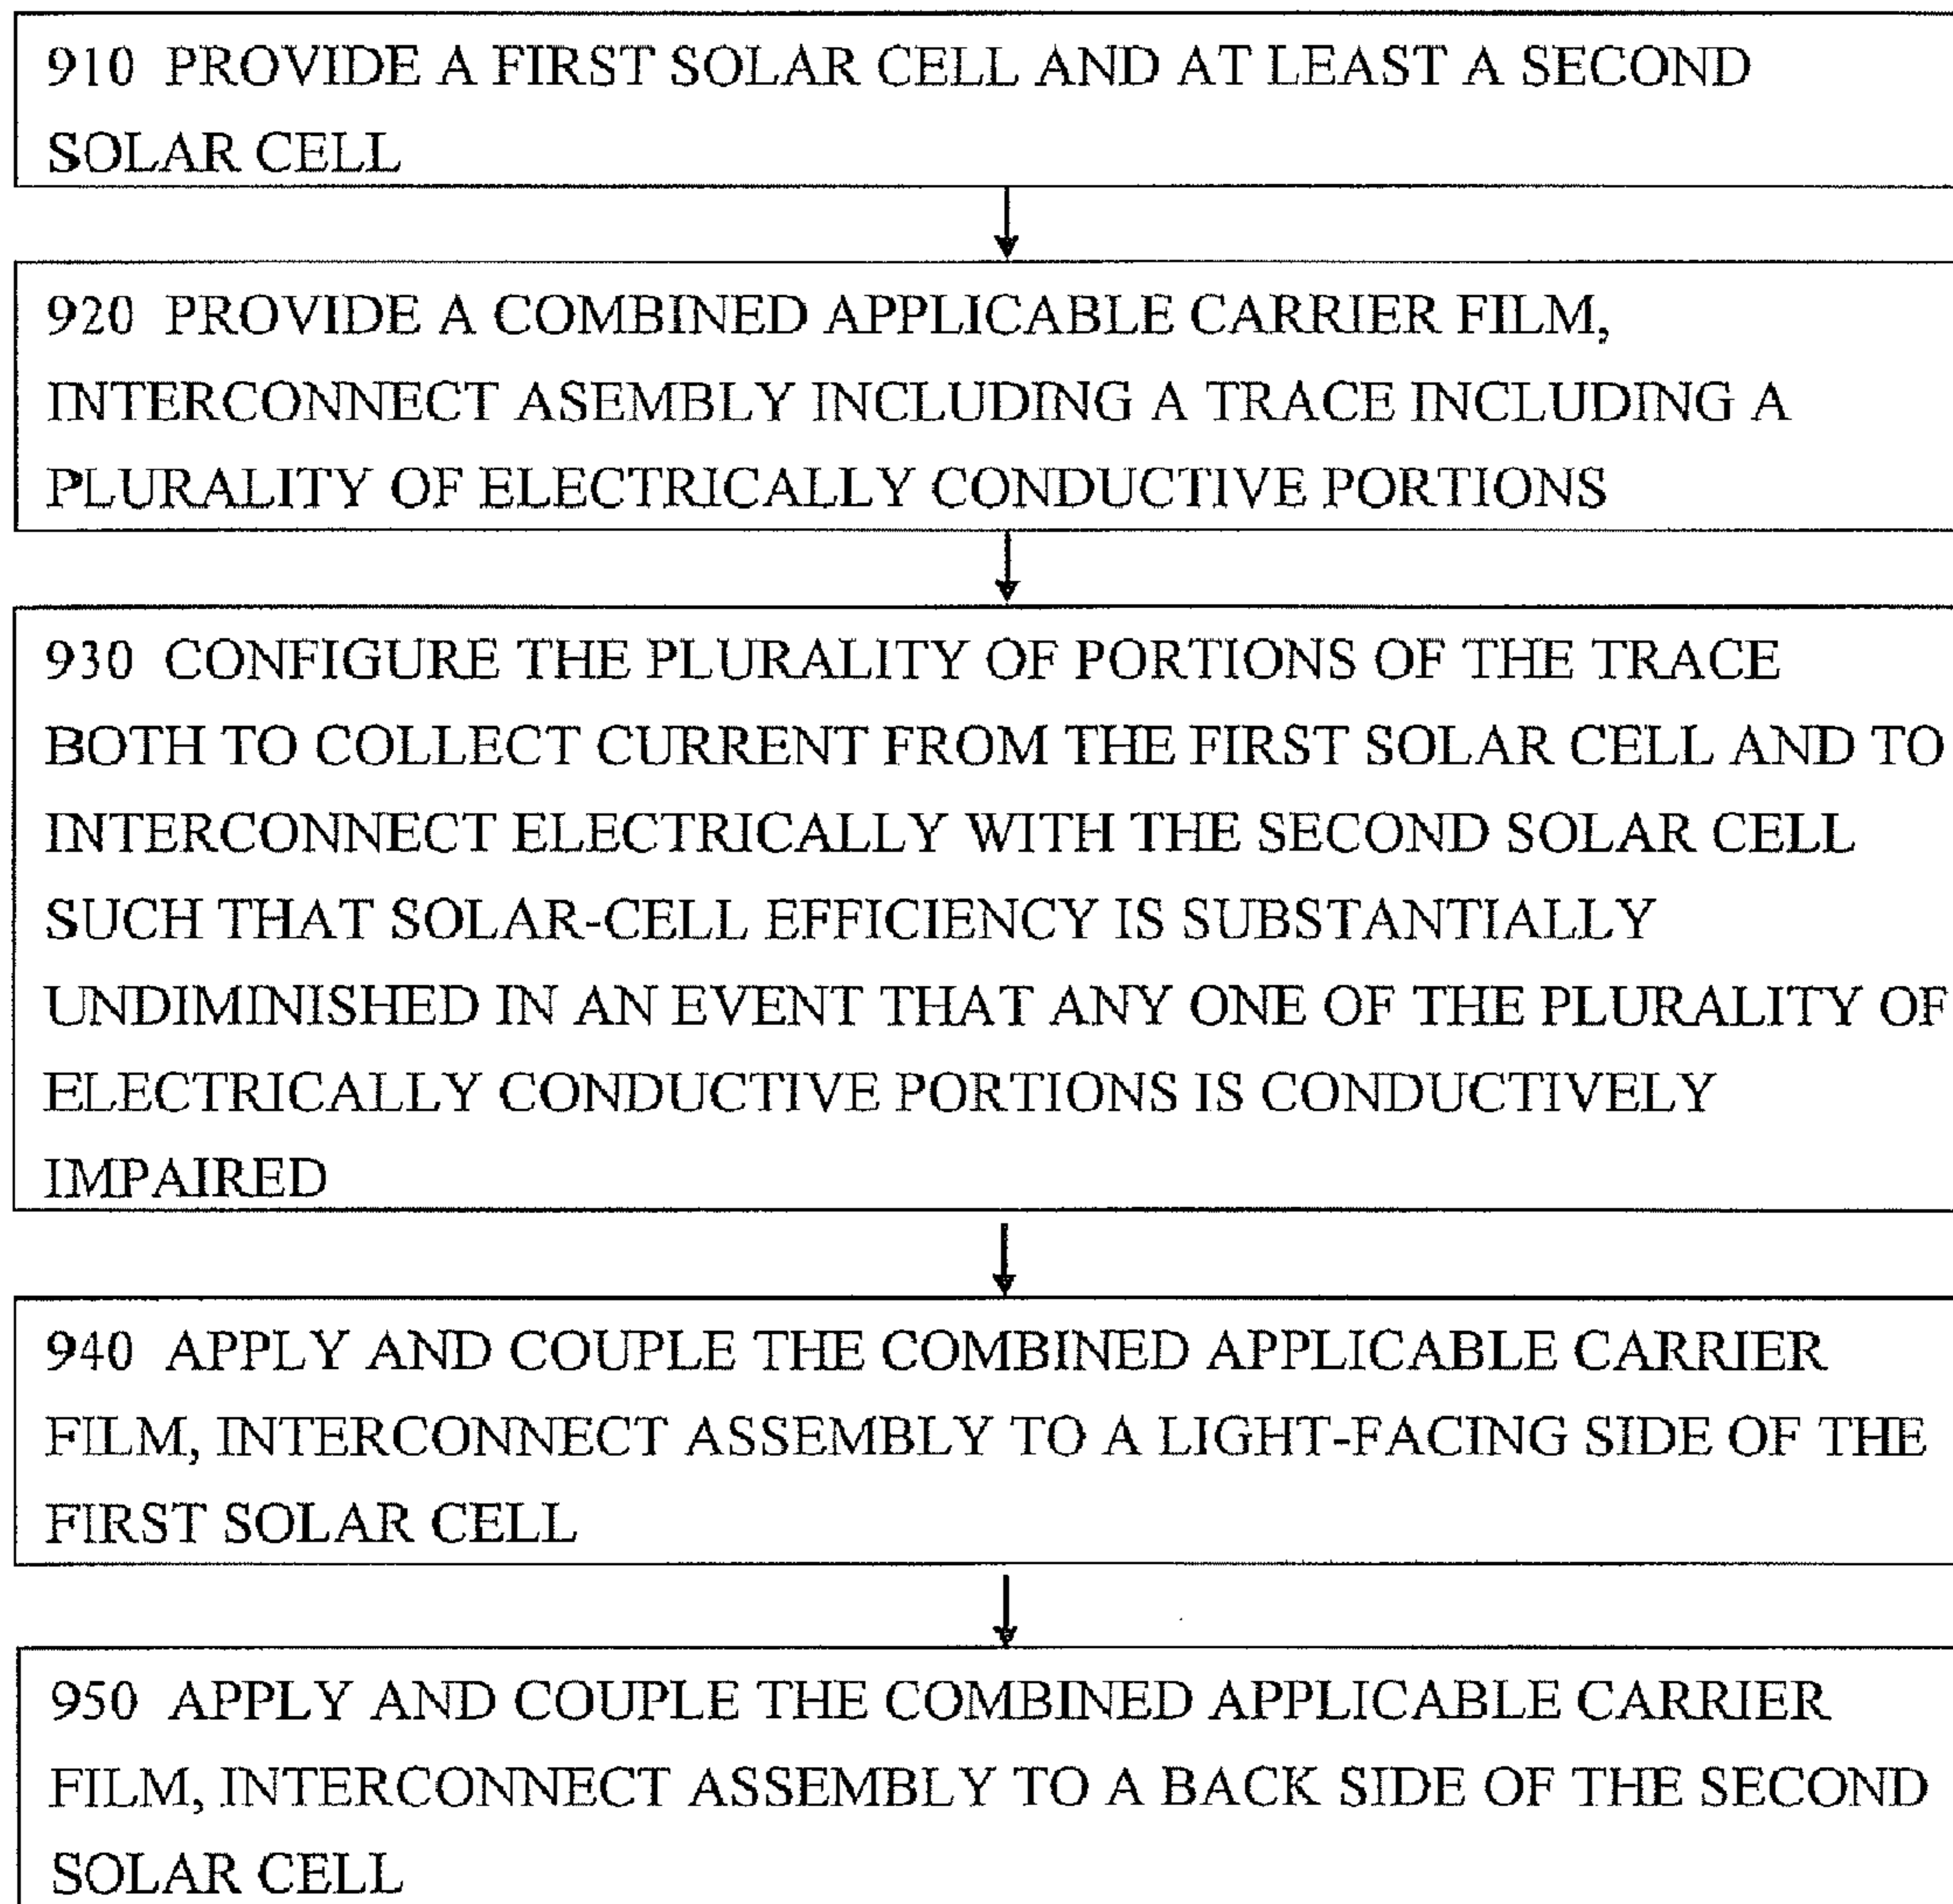 910 PROVIDE A FIRST SOLAR CELL AND AT LEAST A SECOND
SOLAR CELL
920 PROVIDE A COMBINED APPLICABLE CARRIER FILM,
INTERCONNECT ASEMBLY INCLUDING A TRACE INCLUDING A
PLURALITY OF ELECTRICALLY CONDUCTIVE PORTIONS
930 CONFIGURE THE PLURALITY OF PORTIONS OF THE TRACE
BOTH TO COLLECT CURRENT FROM THE FIRST SOLAR CELL AND TO
INTERCONNECT ELECTRICALLY WITH THE SECOND SOLAR CELL
SUCH THAT SOLAR-CELL EFFICIENCY IS SUBSTANTIALLY
UNDIMINISHED IN AN EVENT THAT ANY ONE OF THE PLURALITY OF
ELECTRICALLY CONDUCTIVE PORTIONS IS CONDUCTIVELY
IMPAIRED
940 APPLY AND COUPLE THE COMBINED APPLICABLE CARRIER
FILM, INTERCONNECT ASSEMBLY TO A LIGHT-FACING SIDE OF THE
FIRST SOLAR CELL
950 APPLY AND COUPLE THE COMBINED APPLICABLE CARRIER
FILM, INTERCONNECT ASSEMBLY TO A BACK SIDE OF THE SECOND
SOLAR CELL